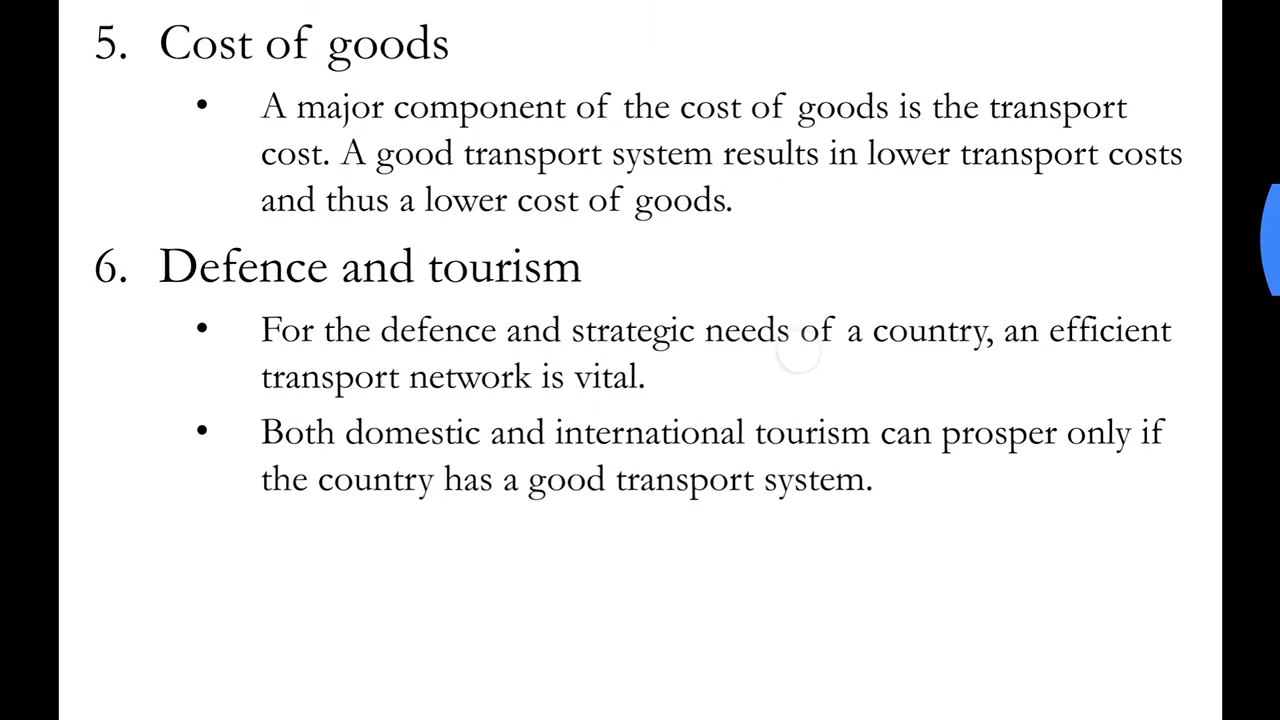 5. Cost of goods
• A major component of the cost of goods is the transport
cost. A good transport system results in lower transport costs
and thus a lower cost of goods.
6. Defence and tourism
• For the defence and strategic needs of a country, an efficient
transport network is vital.
• Both domestic and international tourism can prosper only if
the country has a good transport system.